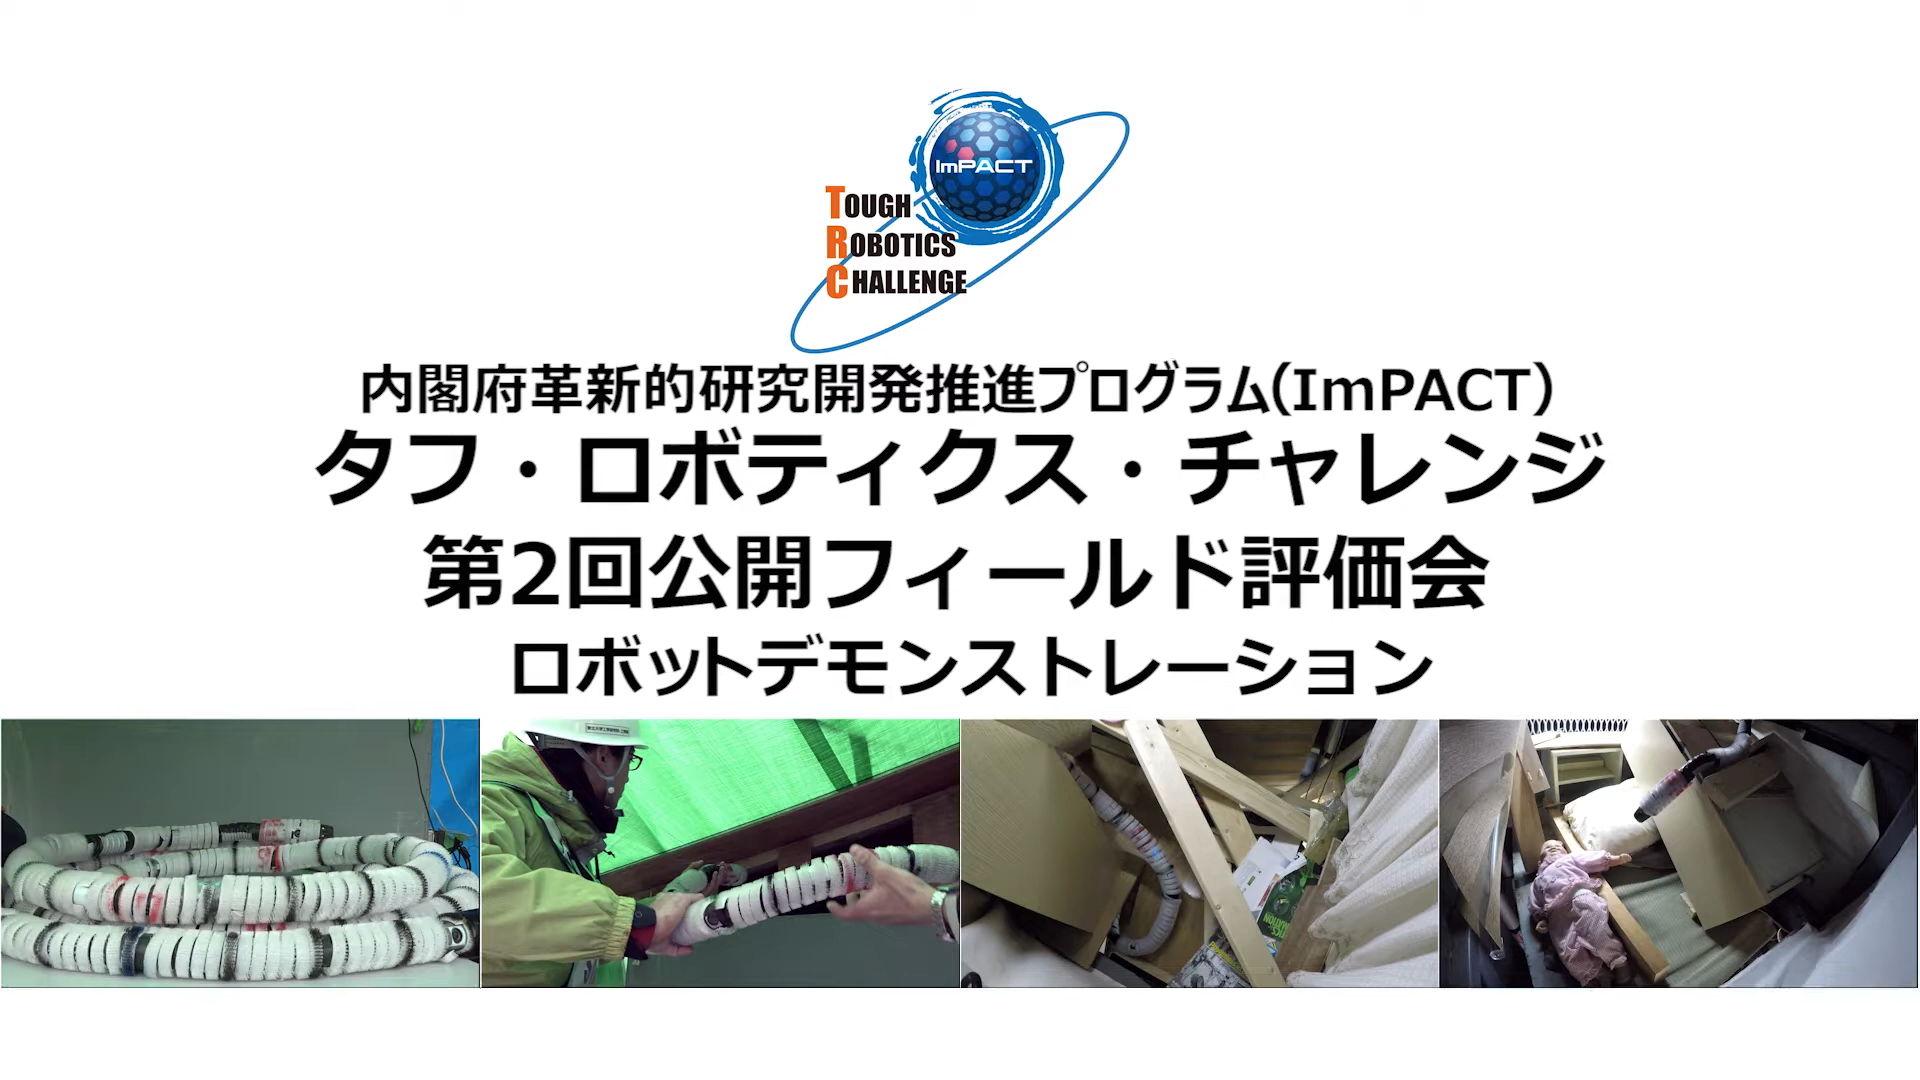 ImPACT
TOUGH
ROBOTICS
CHALLENGE
内閣府革新的研究開発推進プログラム(ImPACT)
タフ・ロボティクス・チャレンジ
第2回公開フィールド評価会
ロボットデモンストレーション